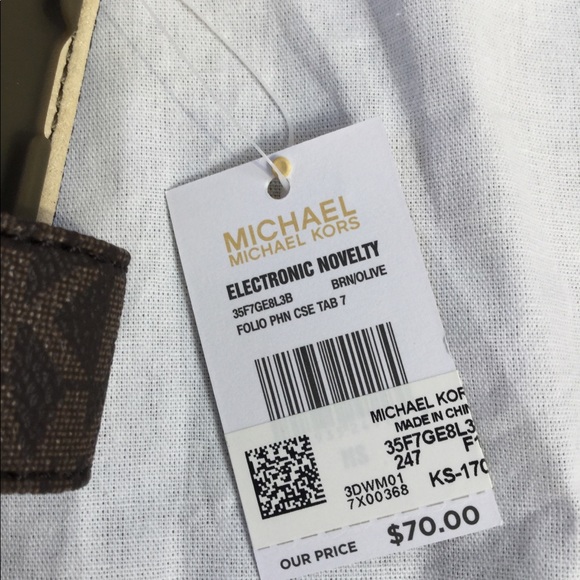 MICHAEL
MICHAEL KORS
ELECTRONIC NOVELTY
35F7GE8L3B BRN/OLIVE
FOLIO PHN CSE TAB 7
MICHAEL KOR
MADE IN CHIN
35F7GE8L3
247 F1
3DWM01
7X00368 KS-170
OUR PRICE $70.00